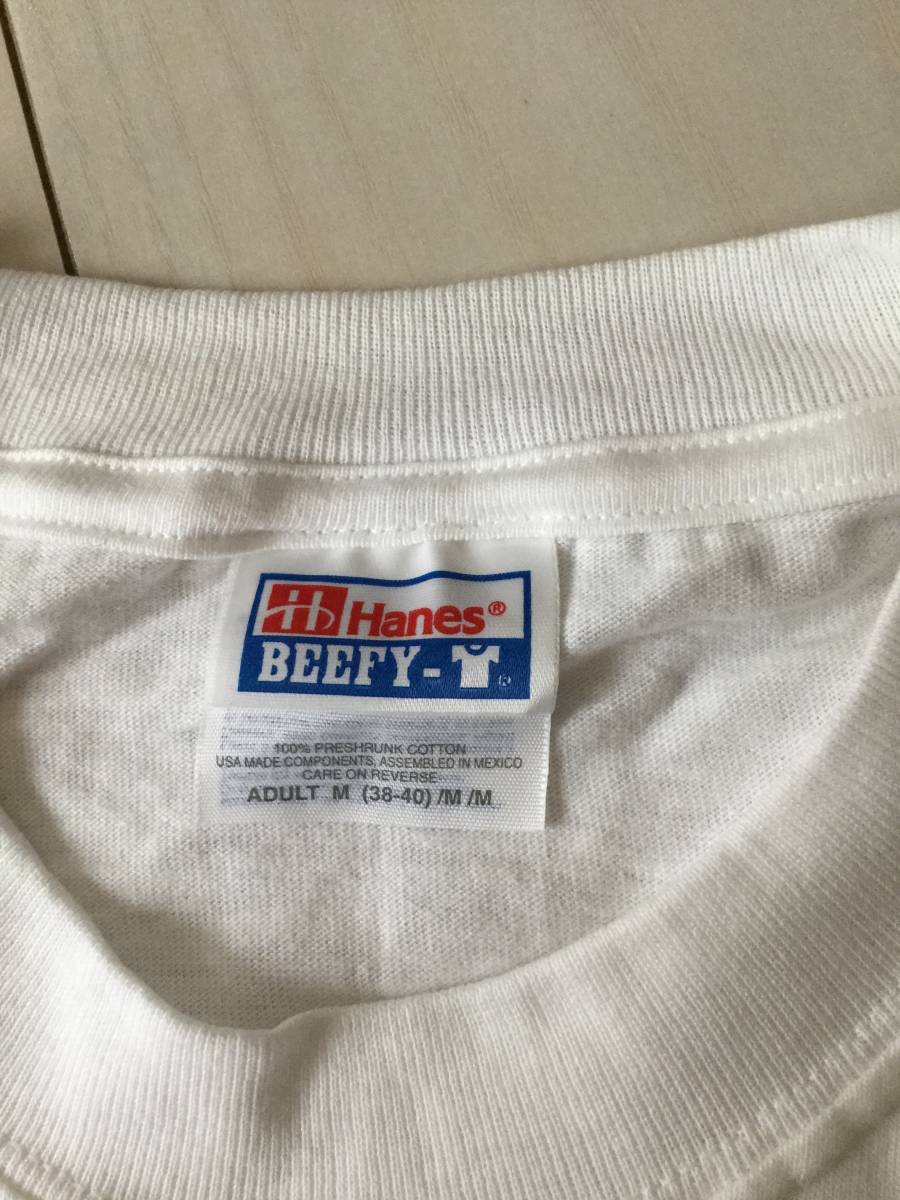 Hanes®
BEEFY-T®
100% PRESHRUNK COTTON
USA MADE COMPONENTS, ASSEMBLED IN MEXICO
CARE ON REVERSE
ADULT M (38-40) /M /M